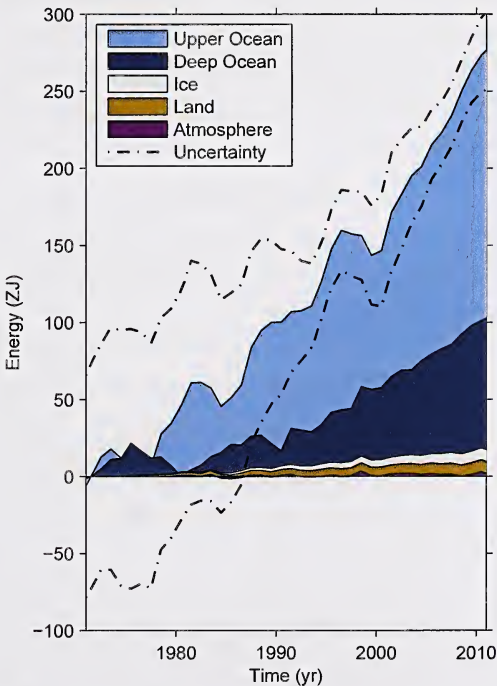 300
250
200
150
100
50
0
−50
−100
Energy (ZJ)
Upper Ocean
Deep Ocean
Ice
Land
Atmosphere
Uncertainty
1980
1990
2000
2010
Time (yr)